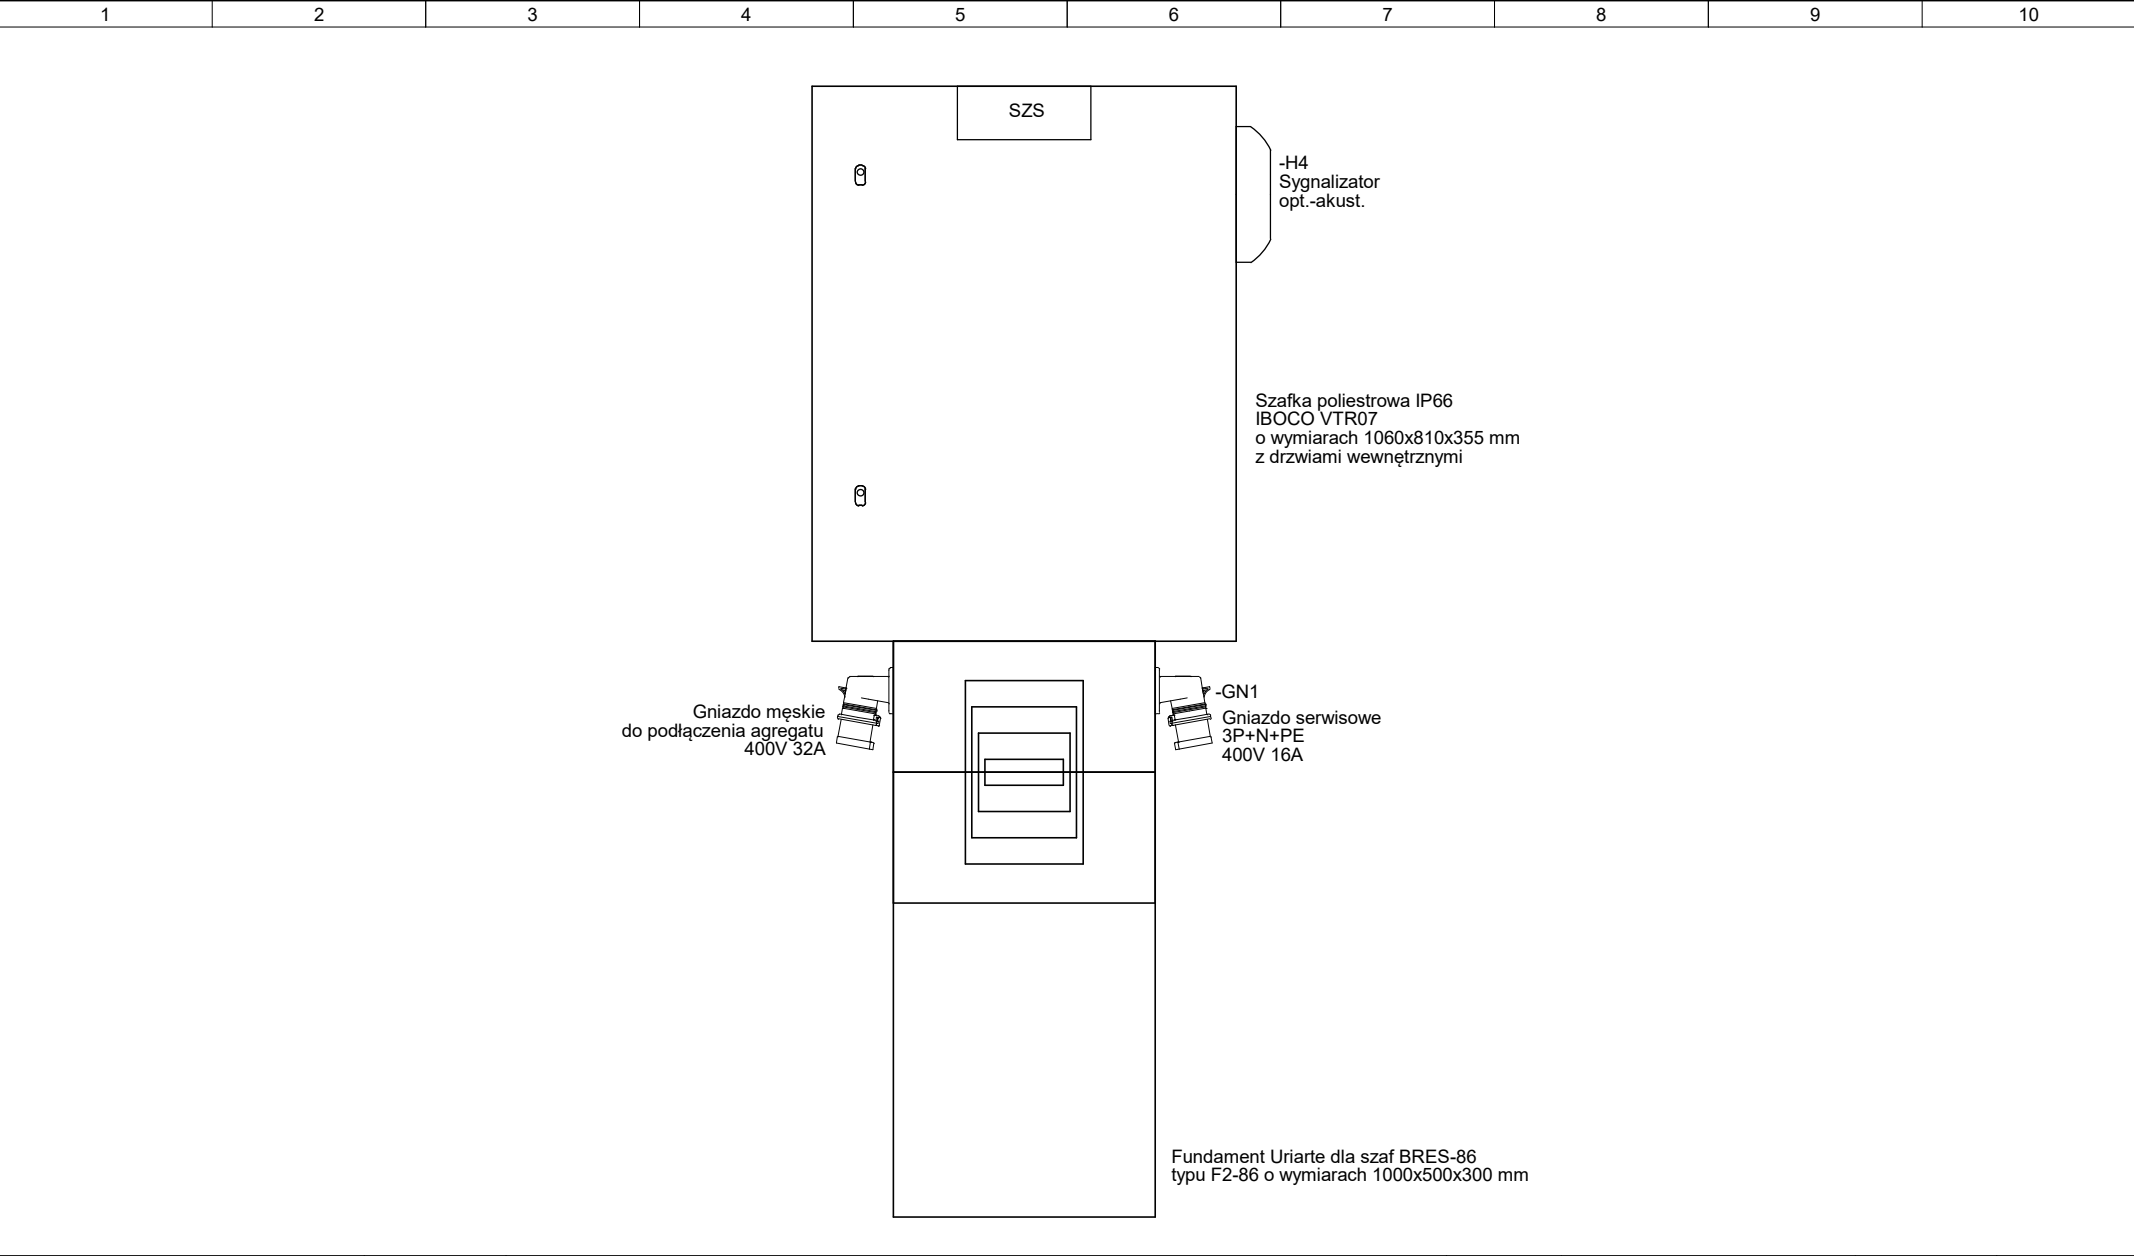 1 2 3 4 5 6 7 8 9 10
SZS
-H4
Sygnalizator
opt.-akust.
Szafka poliestrowa IP66
IBOCO VTR07
o wymiarach 1060x810x355 mm
z drzwiami wewnętrznymi
Gniazdo męskie
do podłączenia agregatu
400V 32A
-GN1
Gniazdo serwisowe
3P+N+PE
400V 16A
Fundament Uriarte dla szaf BRES-86
typu F2-86 o wymiarach 1000x500x300 mm